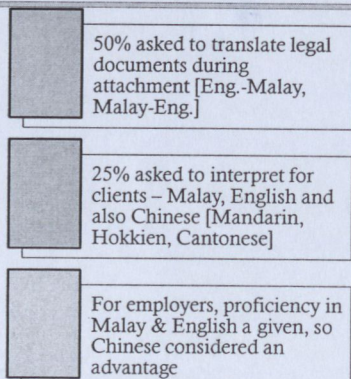 50% asked to translate legal
documents during
attachment [Eng.-Malay,
Malay-Eng.]
25% asked to interpret for
clients – Malay, English and
also Chinese [Mandarin,
Hokkien, Cantonese]
For employers, proficiency in
Malay & English a given, so
Chinese considered an
advantage